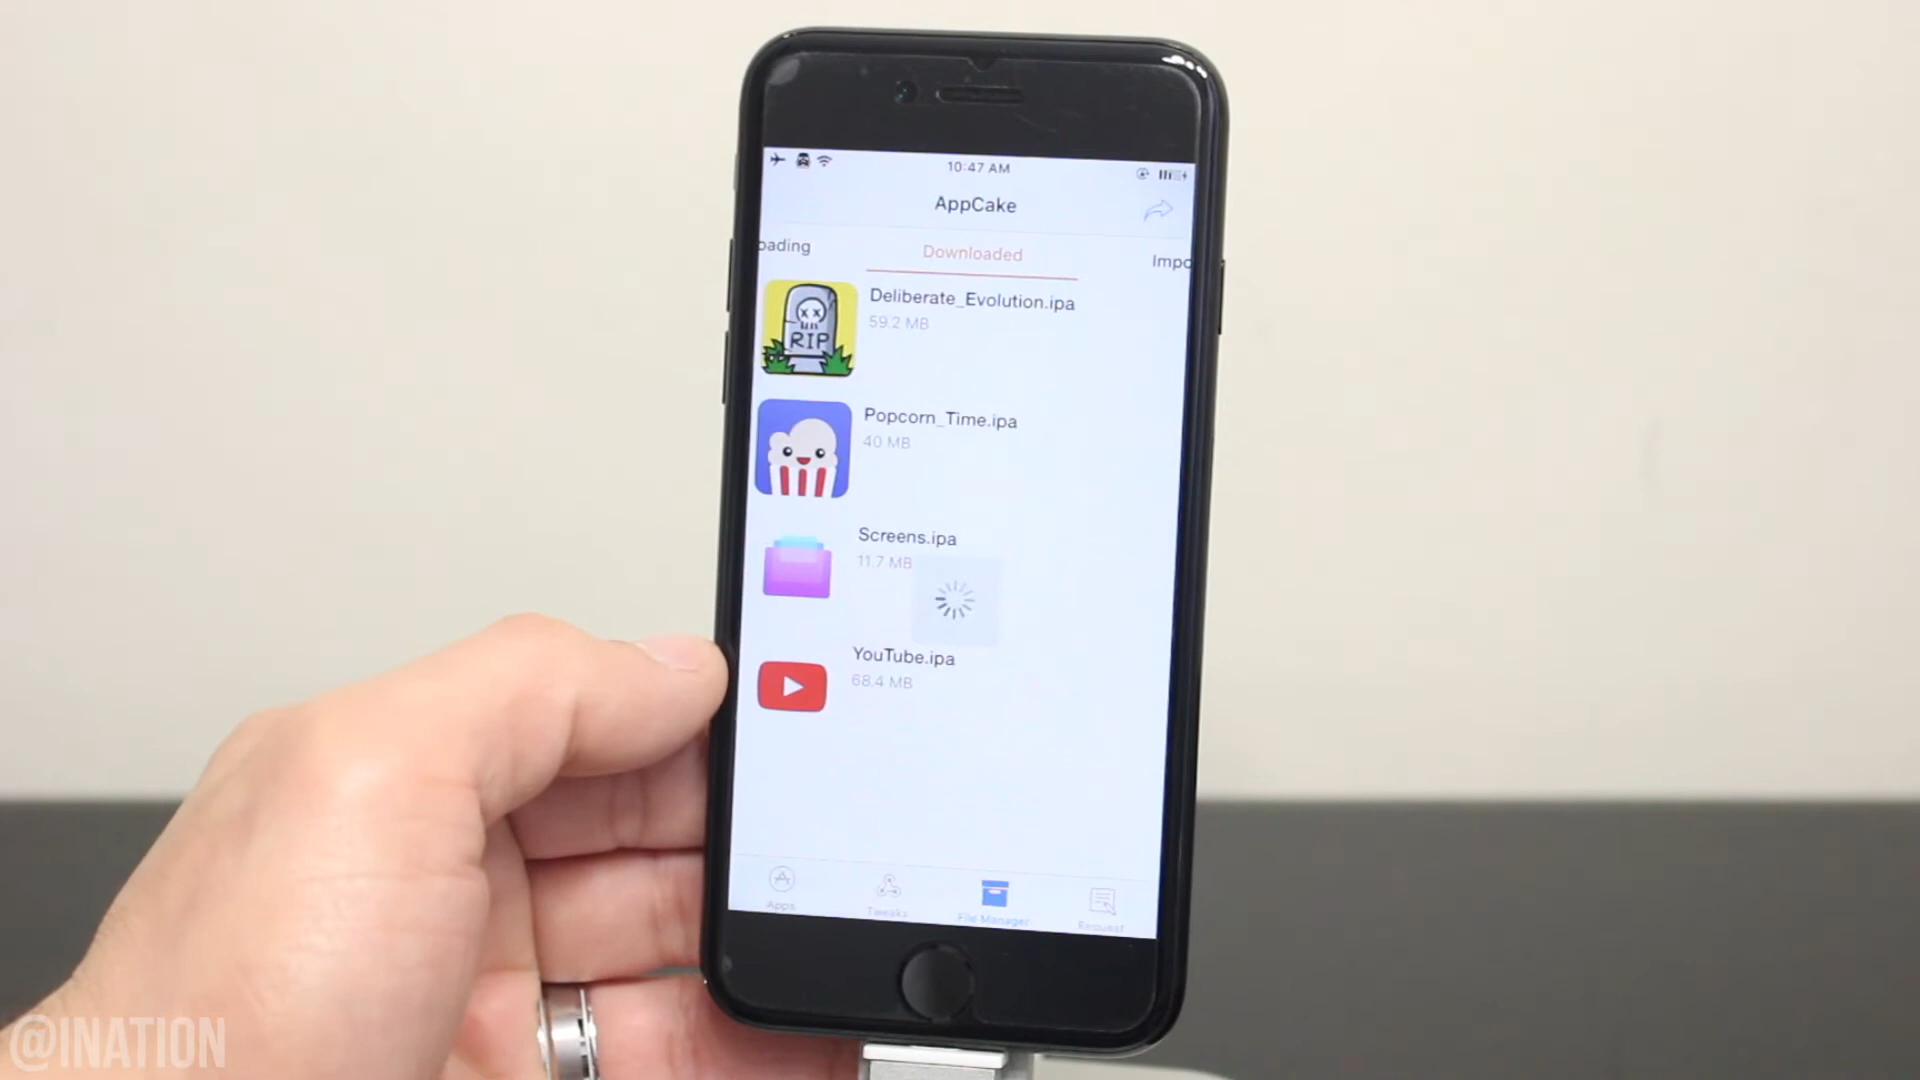 10:47 AM
AppCake
oading
Downloaded
Impo
Deliberate_Evolution.ipa
59.2 MB
RIP
Popcorn_Time.ipa
40 MB
Screens.ipa
11.7 MB
YouTube.ipa
68.4 MB
Apps
Tweaks
File Manager
Request
@INATION